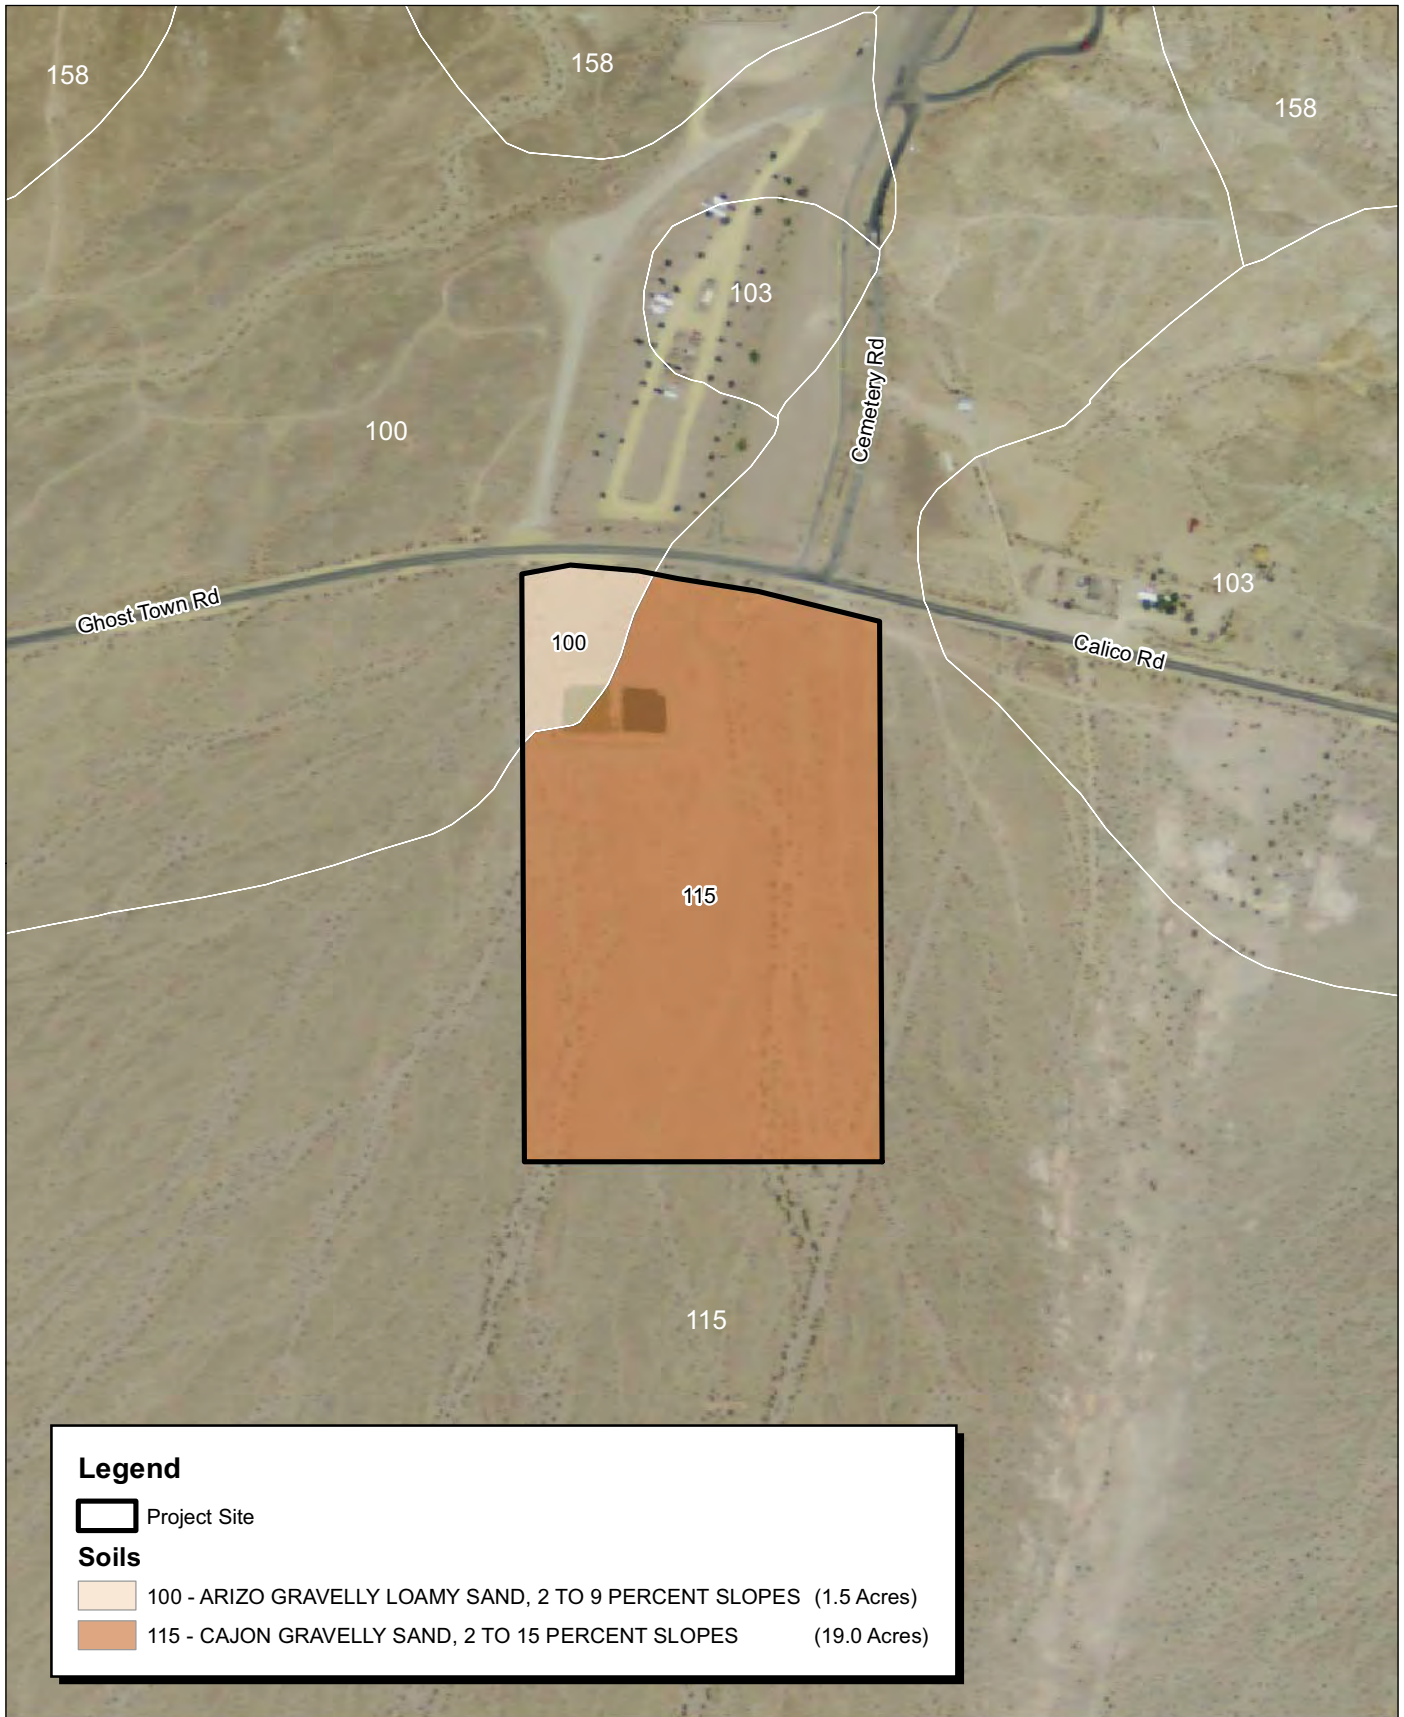 158
158
158
103
Cemetery Rd
100
Ghost Town Rd
103
100
Calico Rd
115
115
Legend
Project Site
Soils
100 - ARIZO GRAVELLY LOAMY SAND, 2 TO 9 PERCENT SLOPES (1.5 Acres)
115 - CAJON GRAVELLY SAND, 2 TO 15 PERCENT SLOPES (19.0 Acres)